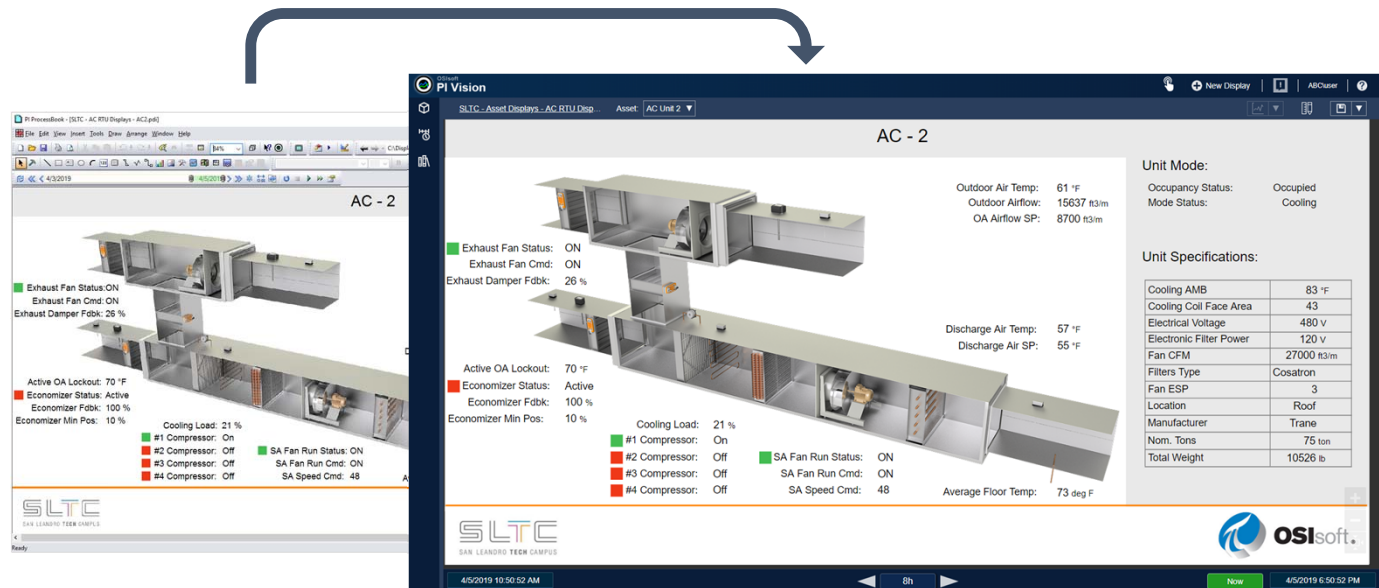 PI ProcessBook - [SLTC - AC RTU Displays - AC2.pdi]
File Edit View Insert Tools Draw Arrange Window Help
4/3/2019
4/5/2019
AC - 2
Exhaust Fan Status:ON
Exhaust Fan Cmd:ON
Exhaust Damper Fdbk: 26 %
Active OA Lockout: 70 °F
Economizer Status: Active
Economizer Fdbk: 100 %
Economizer Min Pos: 10 %
Cooling Load: 21 %
#1 Compressor: On
#2 Compressor: Off
#3 Compressor: Off
#4 Compressor: Off
SA Fan Run Status: ON
SA Fan Run Cmd: ON
SA Speed Cmd: 48
SLTC
SAN LEANDRO TECH CAMPUS
Ready
OSIsoft
PI Vision
New Display
ABC\user
SLTC - Asset Displays - AC RTU Disp...
Asset: AC Unit 2
AC - 2
Outdoor Air Temp: 61 °F
Outdoor Airflow: 15637 ft3/m
OA Airflow SP: 8700 ft3/m
Exhaust Fan Status: ON
Exhaust Fan Cmd: ON
Exhaust Damper Fdbk: 26 %
Discharge Air Temp: 57 °F
Discharge Air SP: 55 °F
Active OA Lockout: 70 °F
Economizer Status: Active
Economizer Fdbk: 100 %
Economizer Min Pos: 10 %
Cooling Load: 21 %
#1 Compressor: On
#2 Compressor: Off
#3 Compressor: Off
#4 Compressor: Off
SA Fan Run Status: ON
SA Fan Run Cmd: ON
SA Speed Cmd: 48
Average Floor Temp: 73 deg F
Unit Mode:
Occupancy Status: Occupied
Mode Status: Cooling
Unit Specifications:
Cooling AMB 83 °F
Cooling Coil Face Area 43
Electrical Voltage 480 V
Electronic Filter Power 120 V
Fan CFM 27000 ft3/m
Filters Type Cosatron
Fan ESP 3
Location Roof
Manufacturer Trane
Nom. Tons 75 ton
Total Weight 10526 lb
SLTC
SAN LEANDRO TECH CAMPUS
OSIsoft.
4/5/2019 10:50:52 AM
8h
Now
4/5/2019 6:50:52 PM